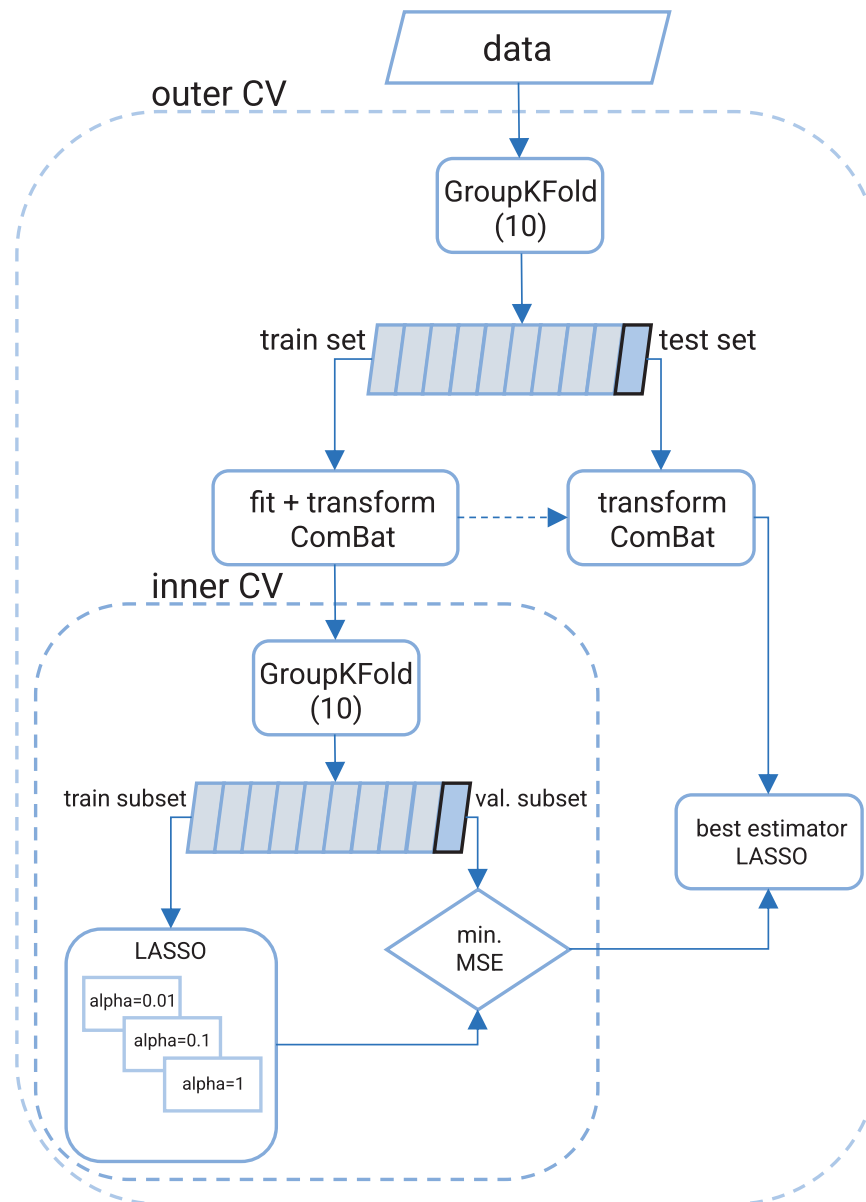 data
outer CV
GroupKFold
(10)
train set
test set
fit + transform
ComBat
transform
ComBat
inner CV
GroupKFold
(10)
train subset
val. subset
best estimator
LASSO
LASSO
min.
MSE
alpha=0.01
alpha=0.1
alpha=1